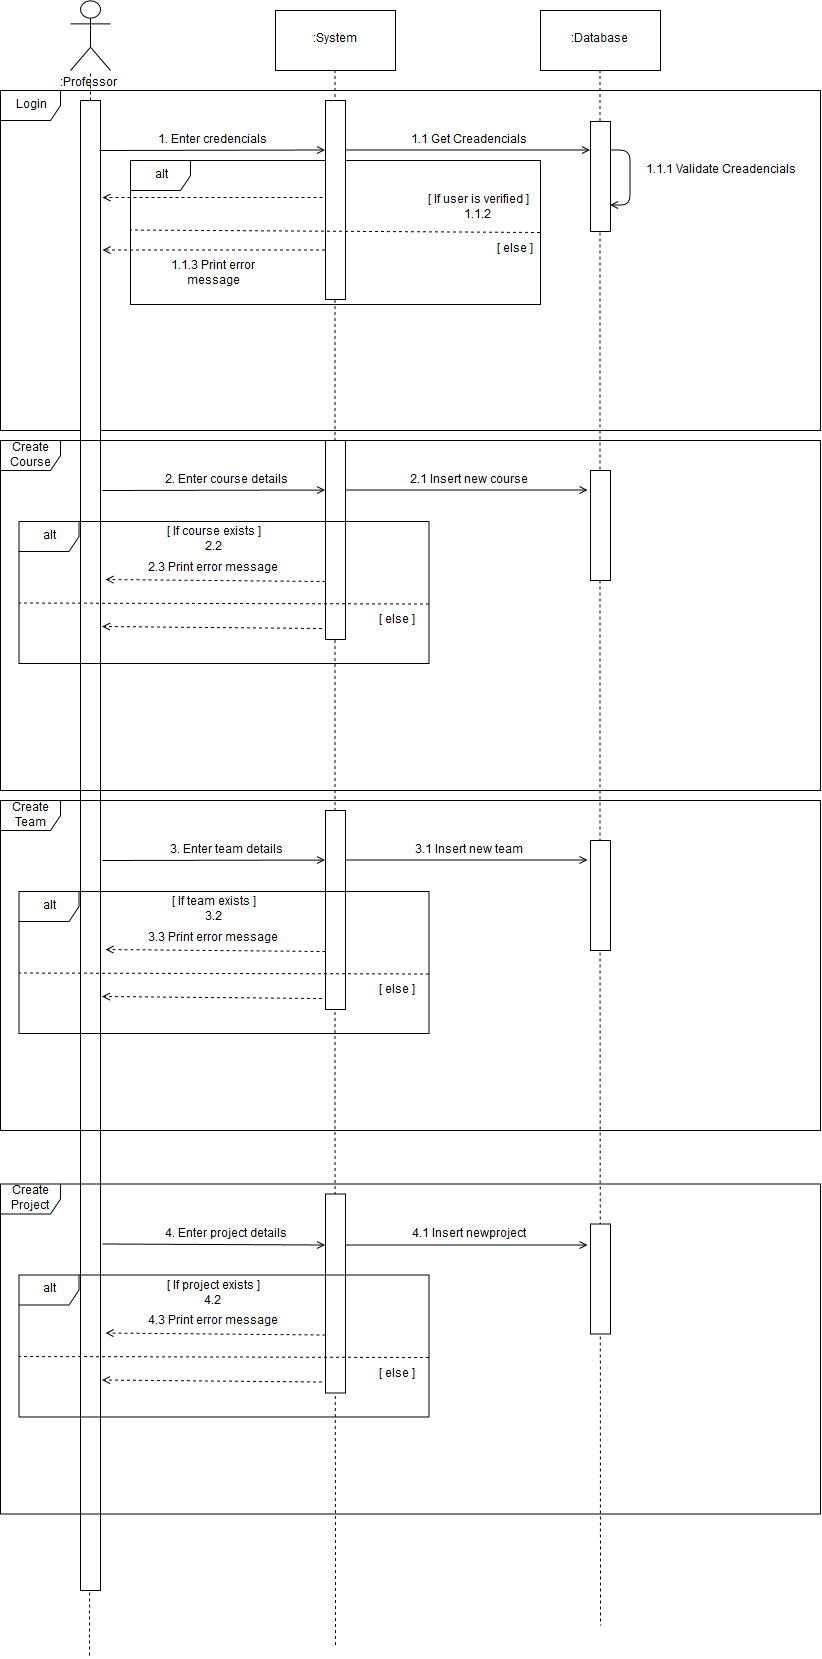 :System
:Database
:Professor
Login
1. Enter credencials
1.1 Get Creadencials
1.1.1 Validate Creadencials
alt
[ If user is verified ]
1.1.2
[ else ]
1.1.3 Print error
message
Create
Course
2. Enter course details
2.1 Insert new course
alt
[ If course exists ]
2.2
2.3 Print error message
[ else ]
Create
Team
3. Enter team details
3.1 Insert new team
alt
[ If team exists ]
3.2
3.3 Print error message
[ else ]
Create
Project
4. Enter project details
4.1 Insert newproject
alt
[ If project exists ]
4.2
4.3 Print error message
[ else ]